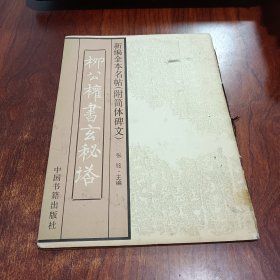 新编全本名帖(附简体碑文)
柳公權書玄秘塔
主编
中国书籍出版社